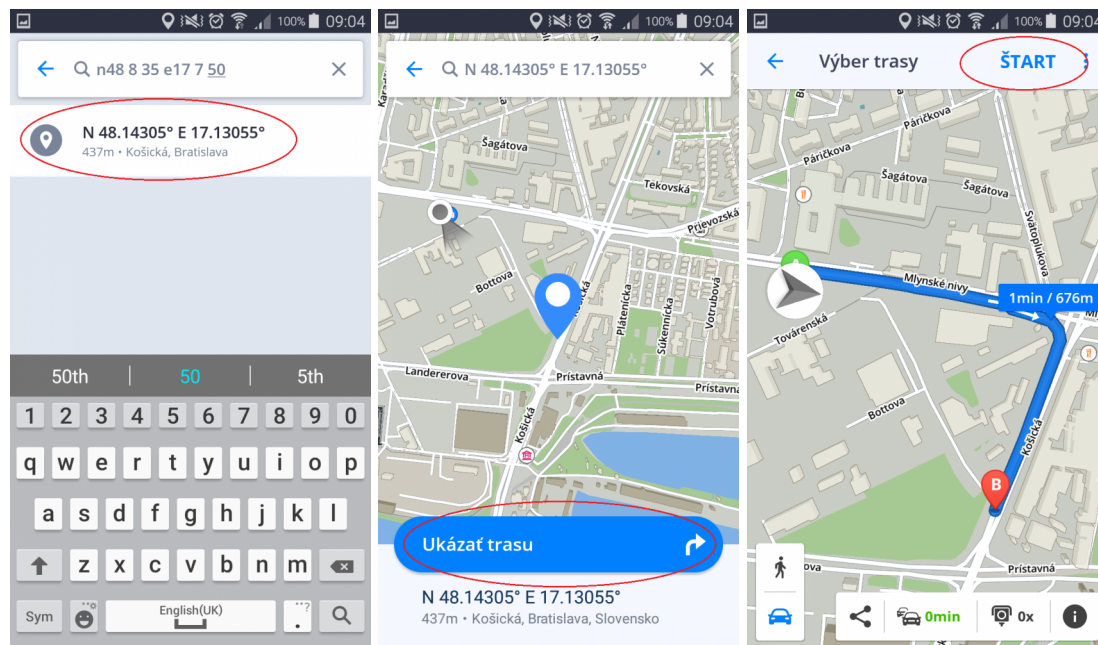 100% 09:04
n48 8 35 e17 7 50
N 48.14305° E 17.13055°
437m • Košická, Bratislava
50th 50 5th
1 2 3 4 5 6 7 8 9 0
q w e r t y u i o p
a s d f g h j k l
z x c v b n m
Sym English(UK) . ?
100% 09:04
N 48.14305° E 17.13055°
Karadž
Šagátova
Tekovská
Prievozská
Bottova
Košická
Plátenícka
Súkennícka
Votrubová
Landererova
Prístavná
Prístavná
Košická
Ukázať trasu
N 48.14305° E 17.13055°
437m • Košická, Bratislava, Slovensko
100% 09:04
Výber trasy ŠTART
Páričkova
Páričkova
Šagátova
Šagátova
Svätoplukova
Mlynské nivy
1min / 676m
Ml
Továrenská
Bottova
Košická
B
ova
Prístavná
0min 0x